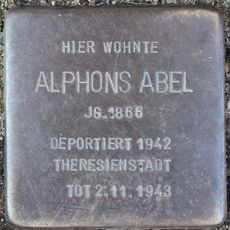 HIER WOHNTE
ALPHONS ABEL
JG. 1866
DEPORTIERT 1942
THERESIENSTADT
TOT 2.11.1943